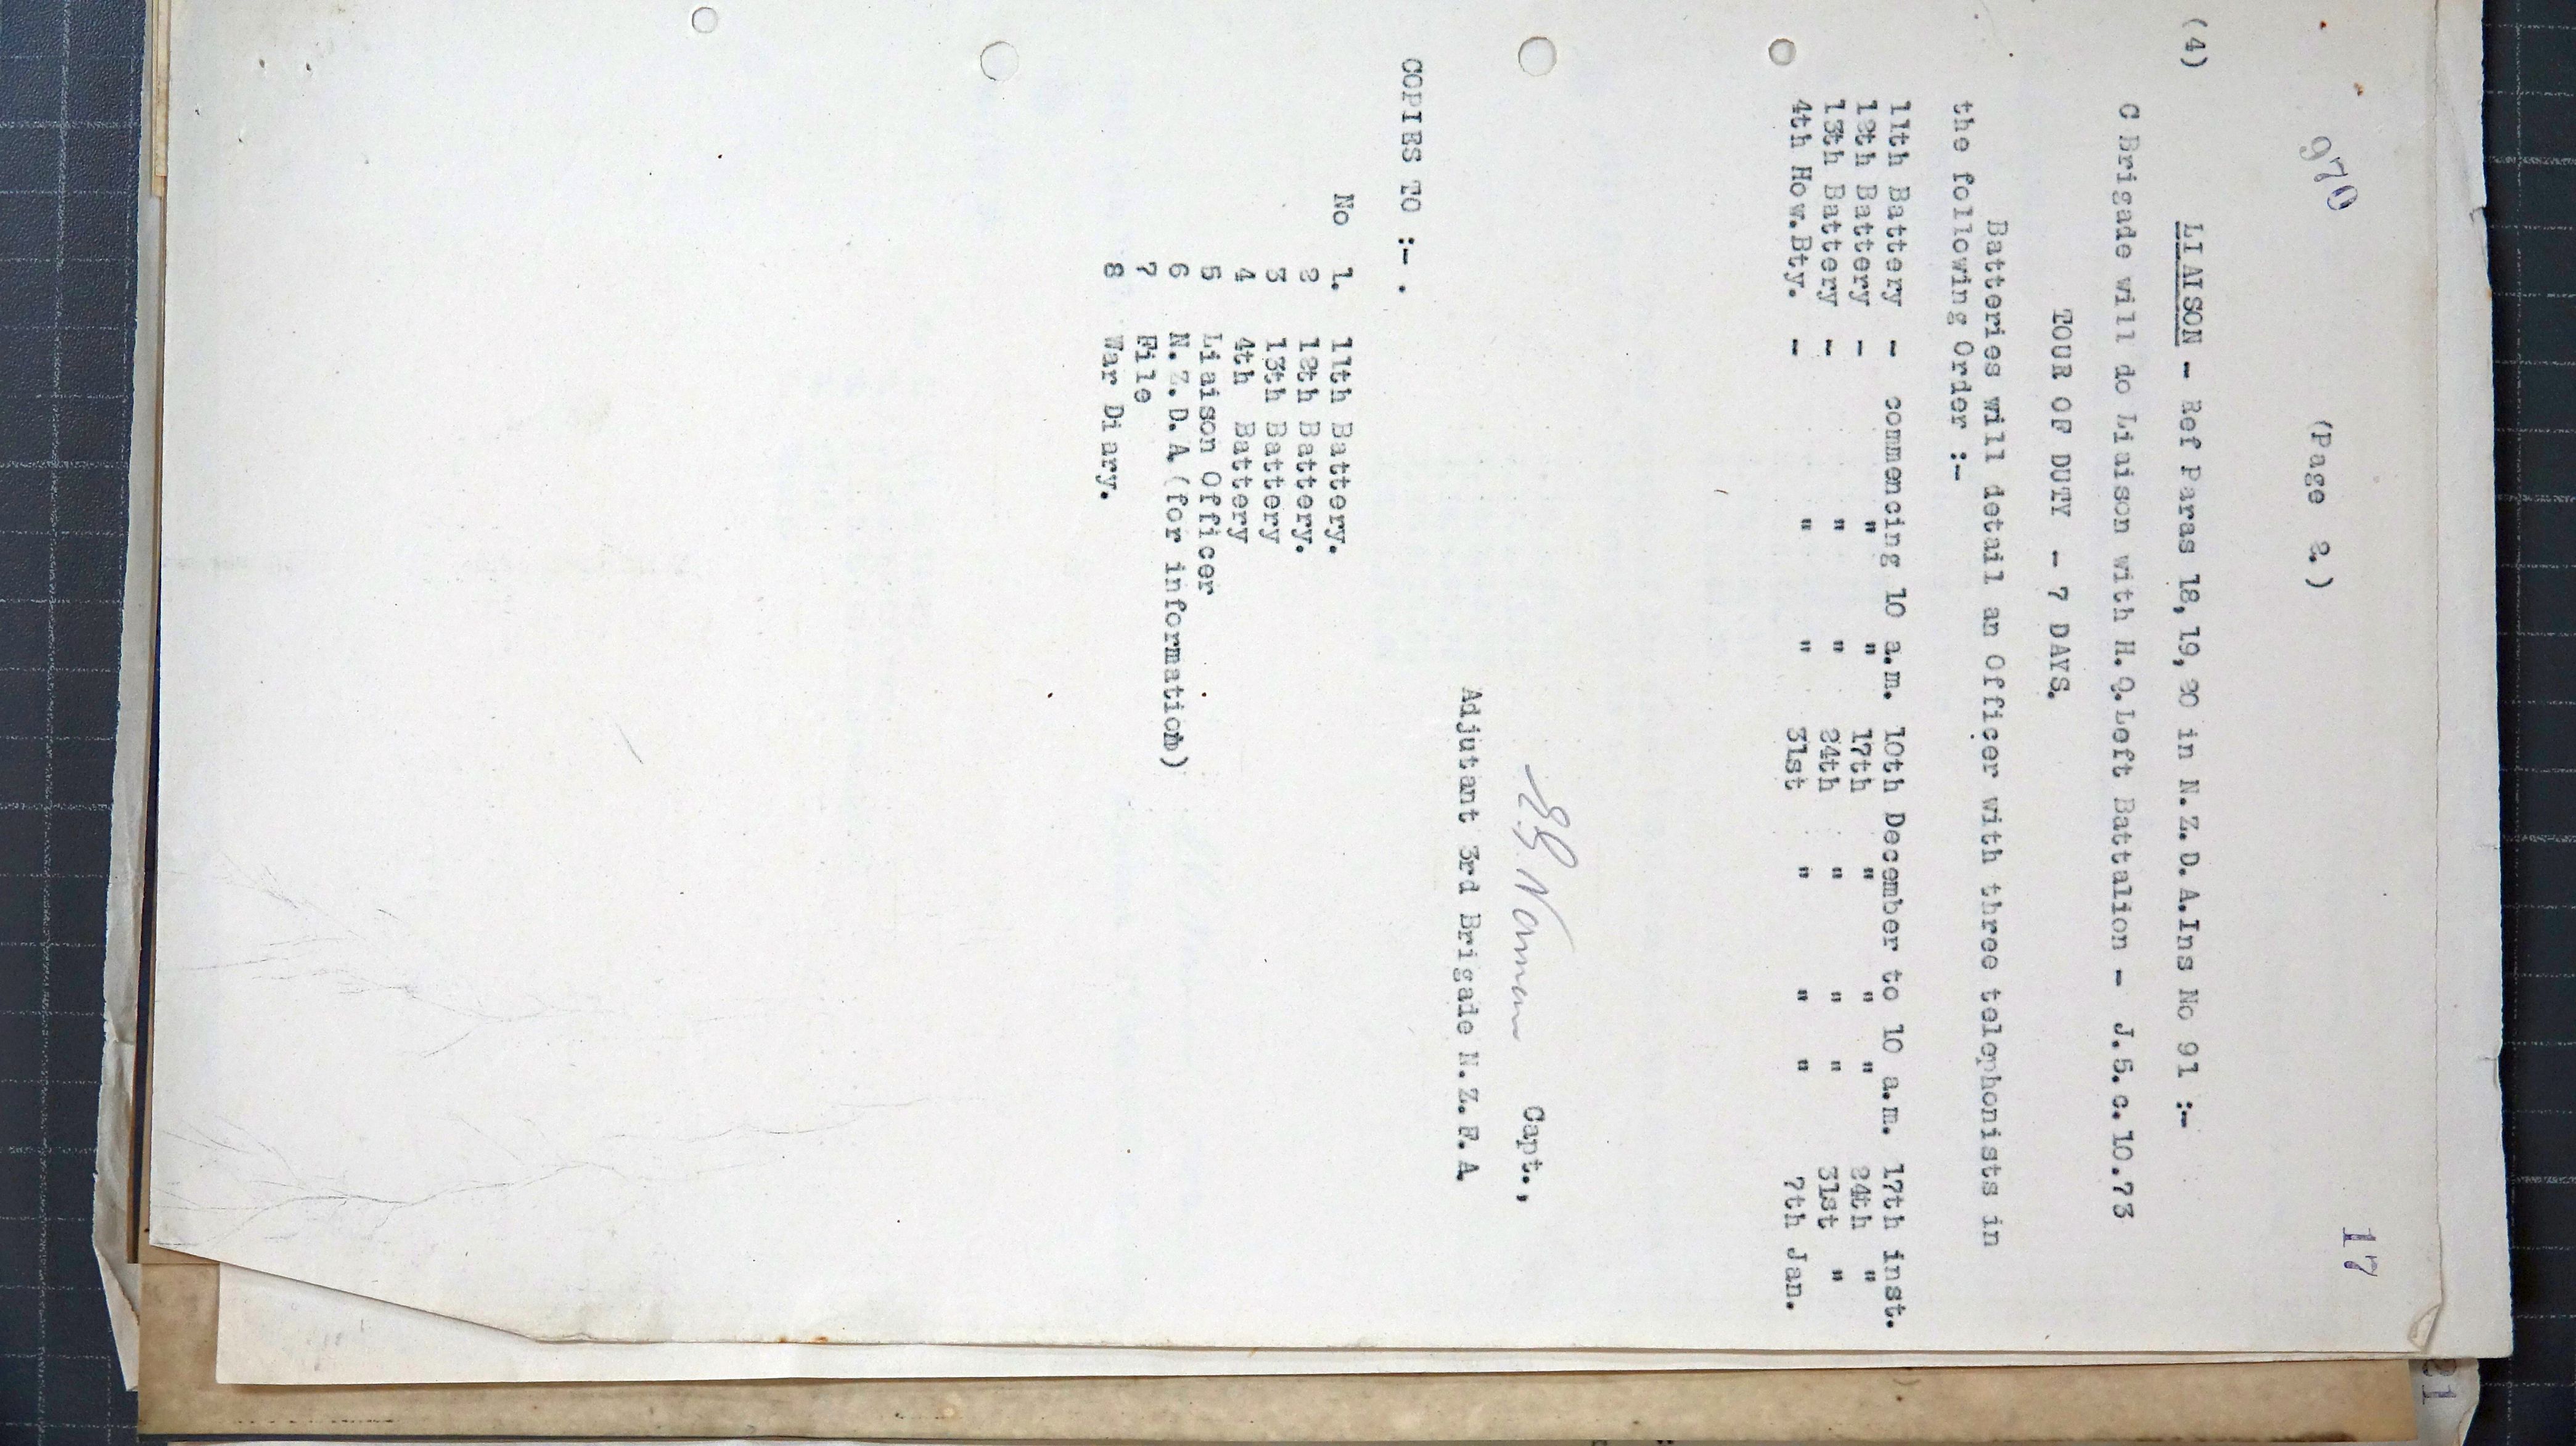 970
17
(Page 2.)
(4) LIAISON - Ref Paras 18,19,20 in N.Z.D.A.Ins No 91 :-
C Brigade will do Liaison with H.Q.Left Battalion - J.5.c.10.73
TOUR OF DUTY - 7 DAYS.
Batteries will detail an Officer with three telephonists in
the following Order :-
11th Battery - commencing 10 a.m. 10th December to 10 a.m. 17th inst.
12th Battery - " " 17th " " " 24th "
13th Battery - " " 24th " " " 31st "
4th How.Bty. - " " 31st " " " 7th Jan.
Capt.,
Adjutant 3rd Brigade N.Z.F.A
COPIES TO :- .
No 1. 11th Battery.
2 12th Battery.
3 13th Battery
4 4th Battery
5 Liaison Officer
6 N.Z.D.A (for information)
7 File
8 War Diary.